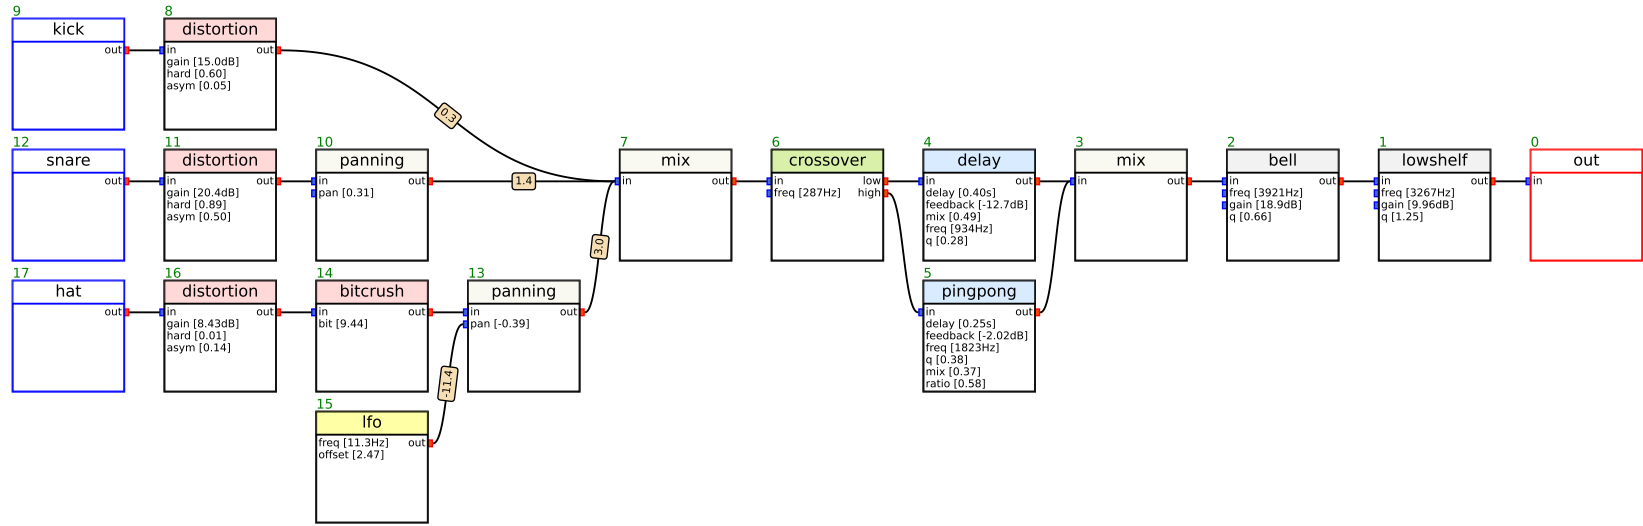 9
kick
out
8
distortion
in out
gain [15.0dB]
hard [0.60]
asym [0.05]
0.3
12
snare
out
11
distortion
in out
gain [20.4dB]
hard [0.89]
asym [0.50]
10
panning
in out
pan [0.31]
1.4
7
mix
in out
6
crossover
in low
freq [287Hz] high
4
delay
in out
delay [0.40s]
feedback [-12.7dB]
mix [0.49]
freq [934Hz]
q [0.28]
3
mix
in out
2
bell
in out
freq [3921Hz]
gain [18.9dB]
q [0.66]
1
lowshelf
in out
freq [3267Hz]
gain [9.96dB]
q [1.25]
0
out
in
17
hat
out
16
distortion
in out
gain [8.43dB]
hard [0.01]
asym [0.14]
14
bitcrush
in out
bit [9.44]
13
panning
in out
pan [-0.39]
3.0
5
pingpong
in out
delay [0.25s]
feedback [-2.02dB]
freq [1823Hz]
q [0.38]
mix [0.37]
ratio [0.58]
-11.4
15
lfo
freq [11.3Hz] out
offset [2.47]